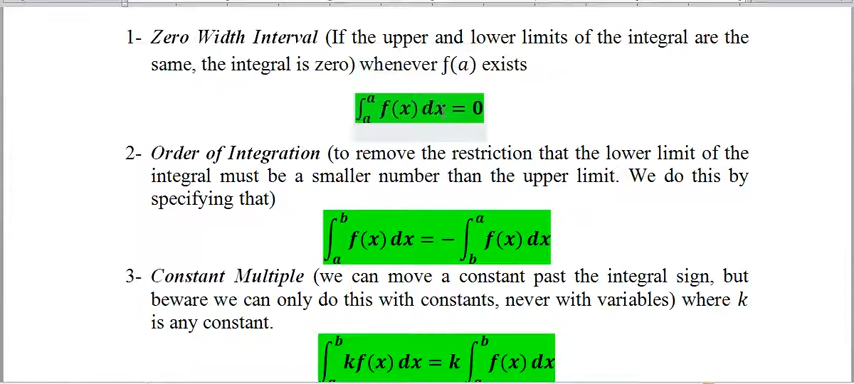 1- Zero Width Interval (If the upper and lower limits of the integral are the
same, the integral is zero) whenever f(a) exists
∫ₐᵃ f(x) dx = 0
2- Order of Integration (to remove the restriction that the lower limit of the
integral must be a smaller number than the upper limit. We do this by
specifying that)
∫ₐᵇ f(x) dx = − ∫_b^a f(x) dx
3- Constant Multiple (we can move a constant past the integral sign, but
beware we can only do this with constants, never with variables) where k
is any constant.
∫ₐᵇ kf(x) dx = k ∫ₐᵇ f(x) dx